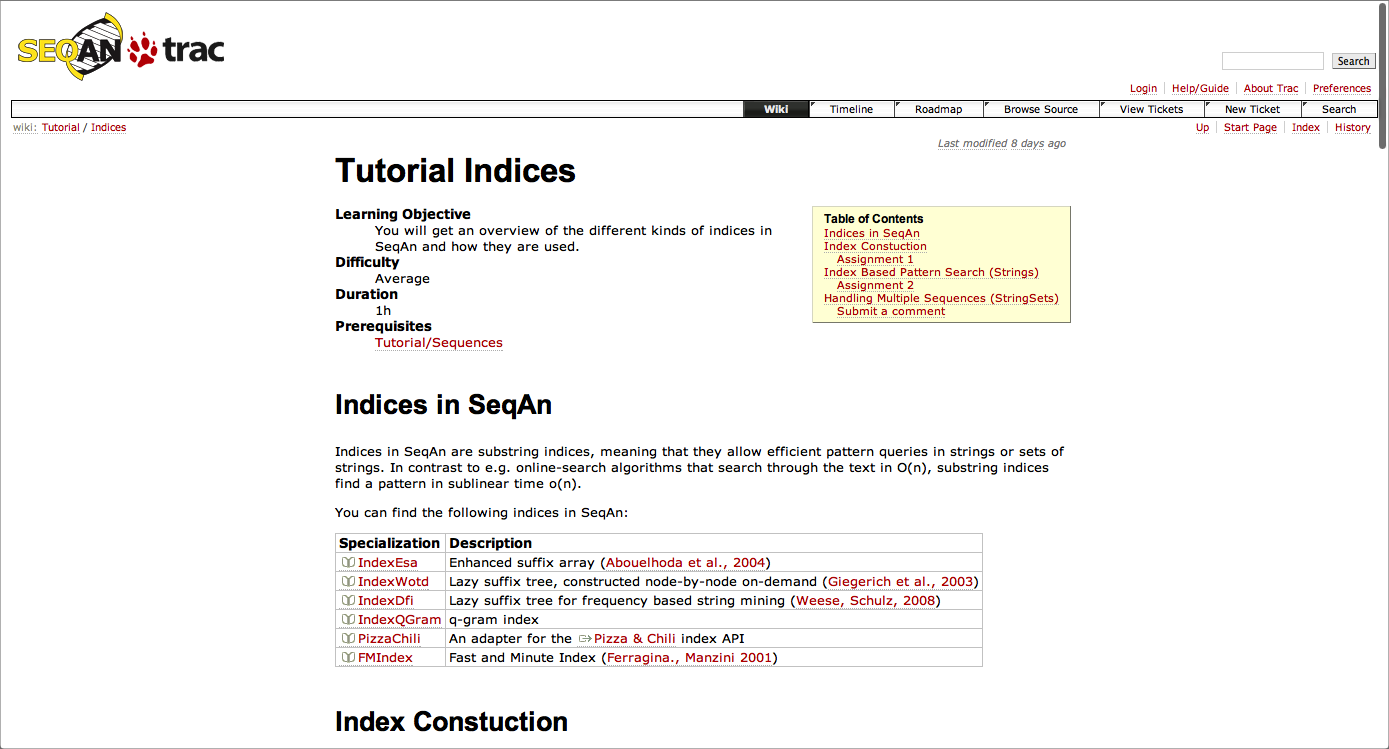 SEQAN trac
Search
Login Help/Guide About Trac Preferences
Wiki Timeline Roadmap Browse Source View Tickets New Ticket Search
wiki: Tutorial / Indices
Up Start Page Index History
Last modified 8 days ago
Tutorial Indices
Learning Objective
You will get an overview of the different kinds of indices in
SeqAn and how they are used.
Difficulty
Average
Duration
1h
Prerequisites
Tutorial/Sequences
Table of Contents
Indices in SeqAn
Index Constuction
Assignment 1
Index Based Pattern Search (Strings)
Assignment 2
Handling Multiple Sequences (StringSets)
Submit a comment
Indices in SeqAn
Indices in SeqAn are substring indices, meaning that they allow efficient pattern queries in strings or sets of
strings. In contrast to e.g. online-search algorithms that search through the text in O(n), substring indices
find a pattern in sublinear time o(n).
You can find the following indices in SeqAn:
Specialization Description
IndexEsa Enhanced suffix array (Abouelhoda et al., 2004)
IndexWotd Lazy suffix tree, constructed node-by-node on-demand (Giegerich et al., 2003)
IndexDfi Lazy suffix tree for frequency based string mining (Weese, Schulz, 2008)
IndexQGram q-gram index
PizzaChili An adapter for the Pizza & Chili index API
FMIndex Fast and Minute Index (Ferragina., Manzini 2001)
Index Constuction